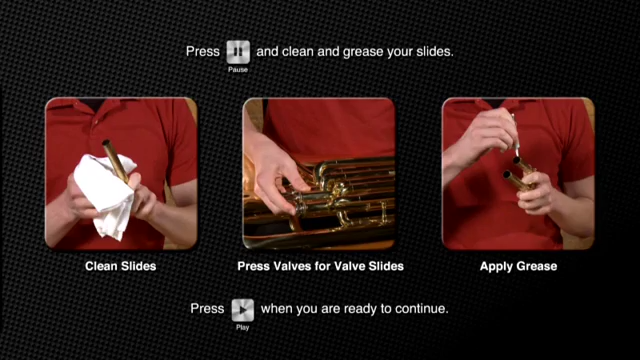 Press and clean and grease your slides.
Pause
Clean Slides
Press Valves for Valve Slides
Apply Grease
Press when you are ready to continue.
Play